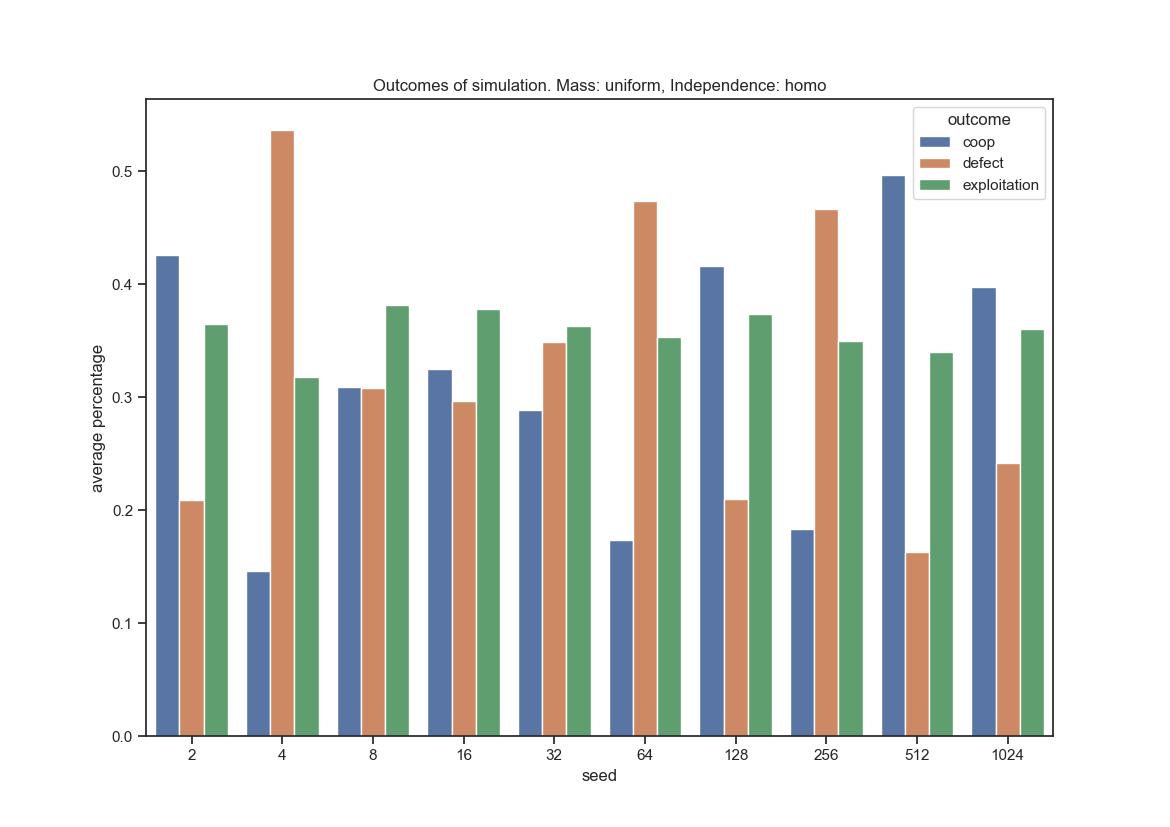 Outcomes of simulation. Mass: uniform, Independence: homo
outcome
coop
defect
exploitation
average percentage
0.5
0.4
0.3
0.2
0.1
0.0
2 4 8 16 32 64 128 256 512 1024
seed